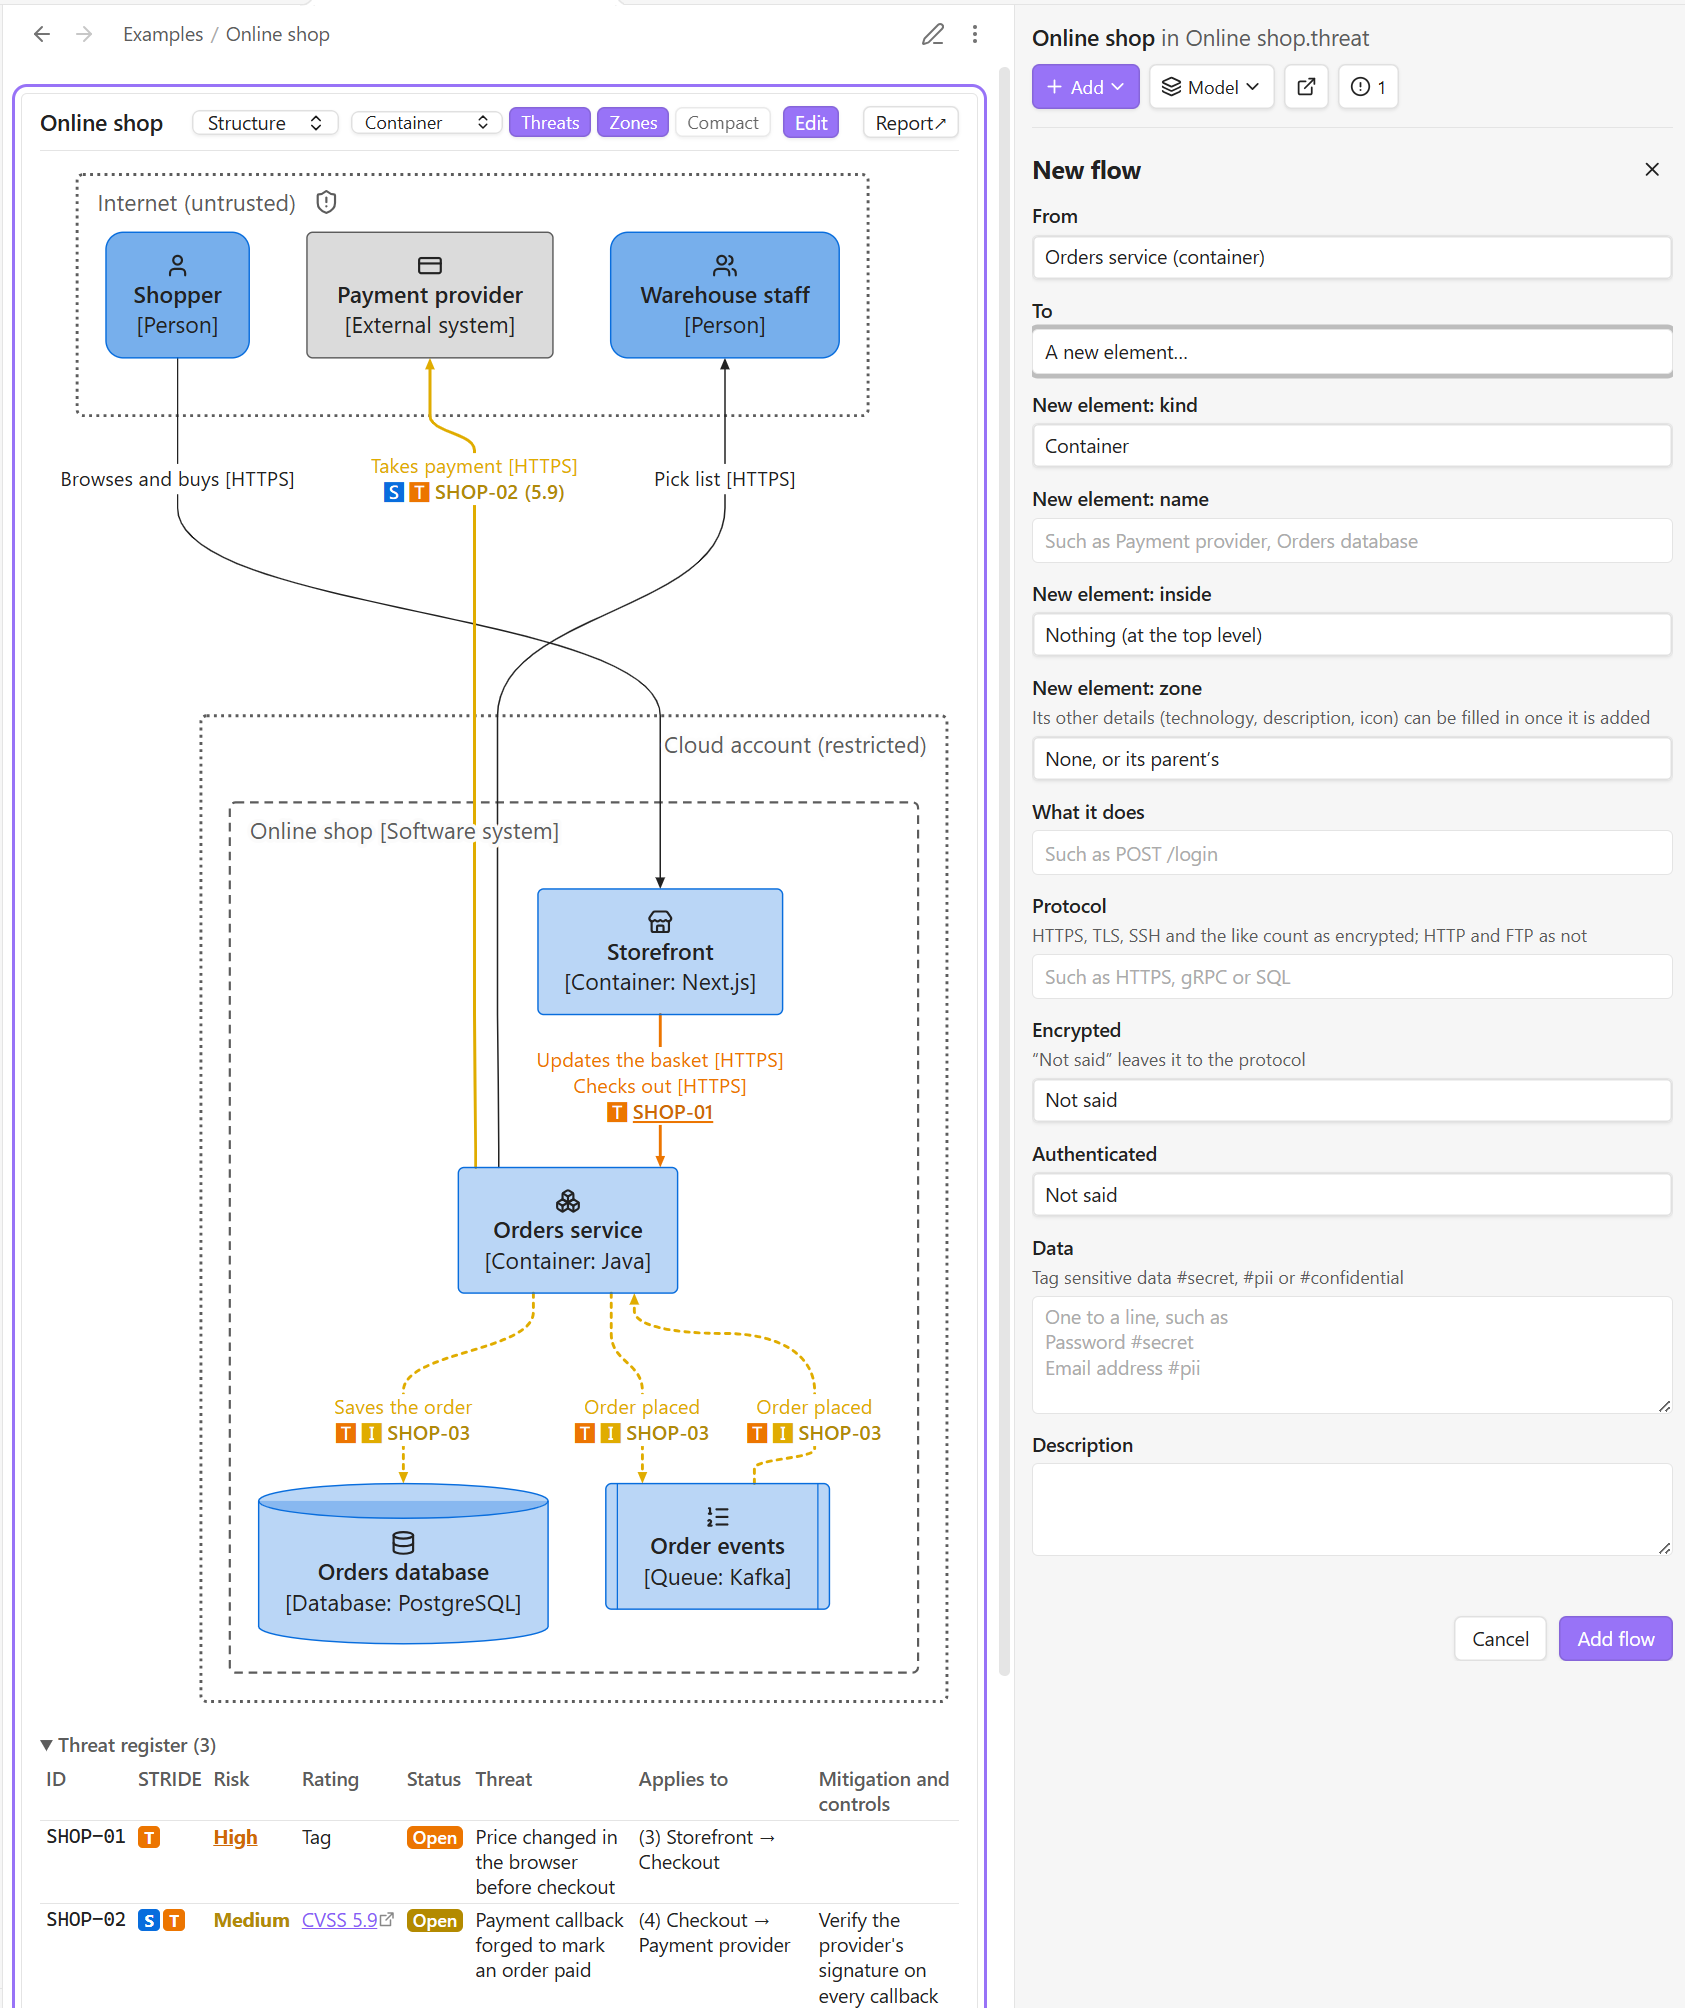 Examples / Online shop
Online shop
Structure
Container
Threats
Zones
Compact
Edit
Report↗
Internet (untrusted)
Shopper
[Person]
Payment provider
[External system]
Warehouse staff
[Person]
Browses and buys [HTTPS]
Takes payment [HTTPS]
S T SHOP-02 (5.9)
Pick list [HTTPS]
Cloud account (restricted)
Online shop [Software system]
Storefront
[Container: Next.js]
Updates the basket [HTTPS]
Checks out [HTTPS]
T SHOP-01
Orders service
[Container: Java]
Saves the order
T I SHOP-03
Order placed
T I SHOP-03
Order placed
T I SHOP-03
Orders database
[Database: PostgreSQL]
Order events
[Queue: Kafka]
▼ Threat register (3)
ID STRIDE Risk Rating Status Threat Applies to Mitigation and
controls
SHOP-01 T High Tag Open Price changed in (3) Storefront →
the browser Checkout
before checkout
SHOP-02 S T Medium CVSS 5.9 Open Payment callback (4) Checkout → Verify the
forged to mark Payment provider provider's
an order paid signature on
every callback
Online shop in Online shop.threat
+ Add
Model
1
New flow
From
Orders service (container)
To
A new element…
New element: kind
Container
New element: name
Such as Payment provider, Orders database
New element: inside
Nothing (at the top level)
New element: zone
Its other details (technology, description, icon) can be filled in once it is added
None, or its parent’s
What it does
Such as POST /login
Protocol
HTTPS, TLS, SSH and the like count as encrypted; HTTP and FTP as not
Such as HTTPS, gRPC or SQL
Encrypted
“Not said” leaves it to the protocol
Not said
Authenticated
Not said
Data
Tag sensitive data #secret, #pii or #confidential
One to a line, such as
Password #secret
Email address #pii
Description
Cancel
Add flow